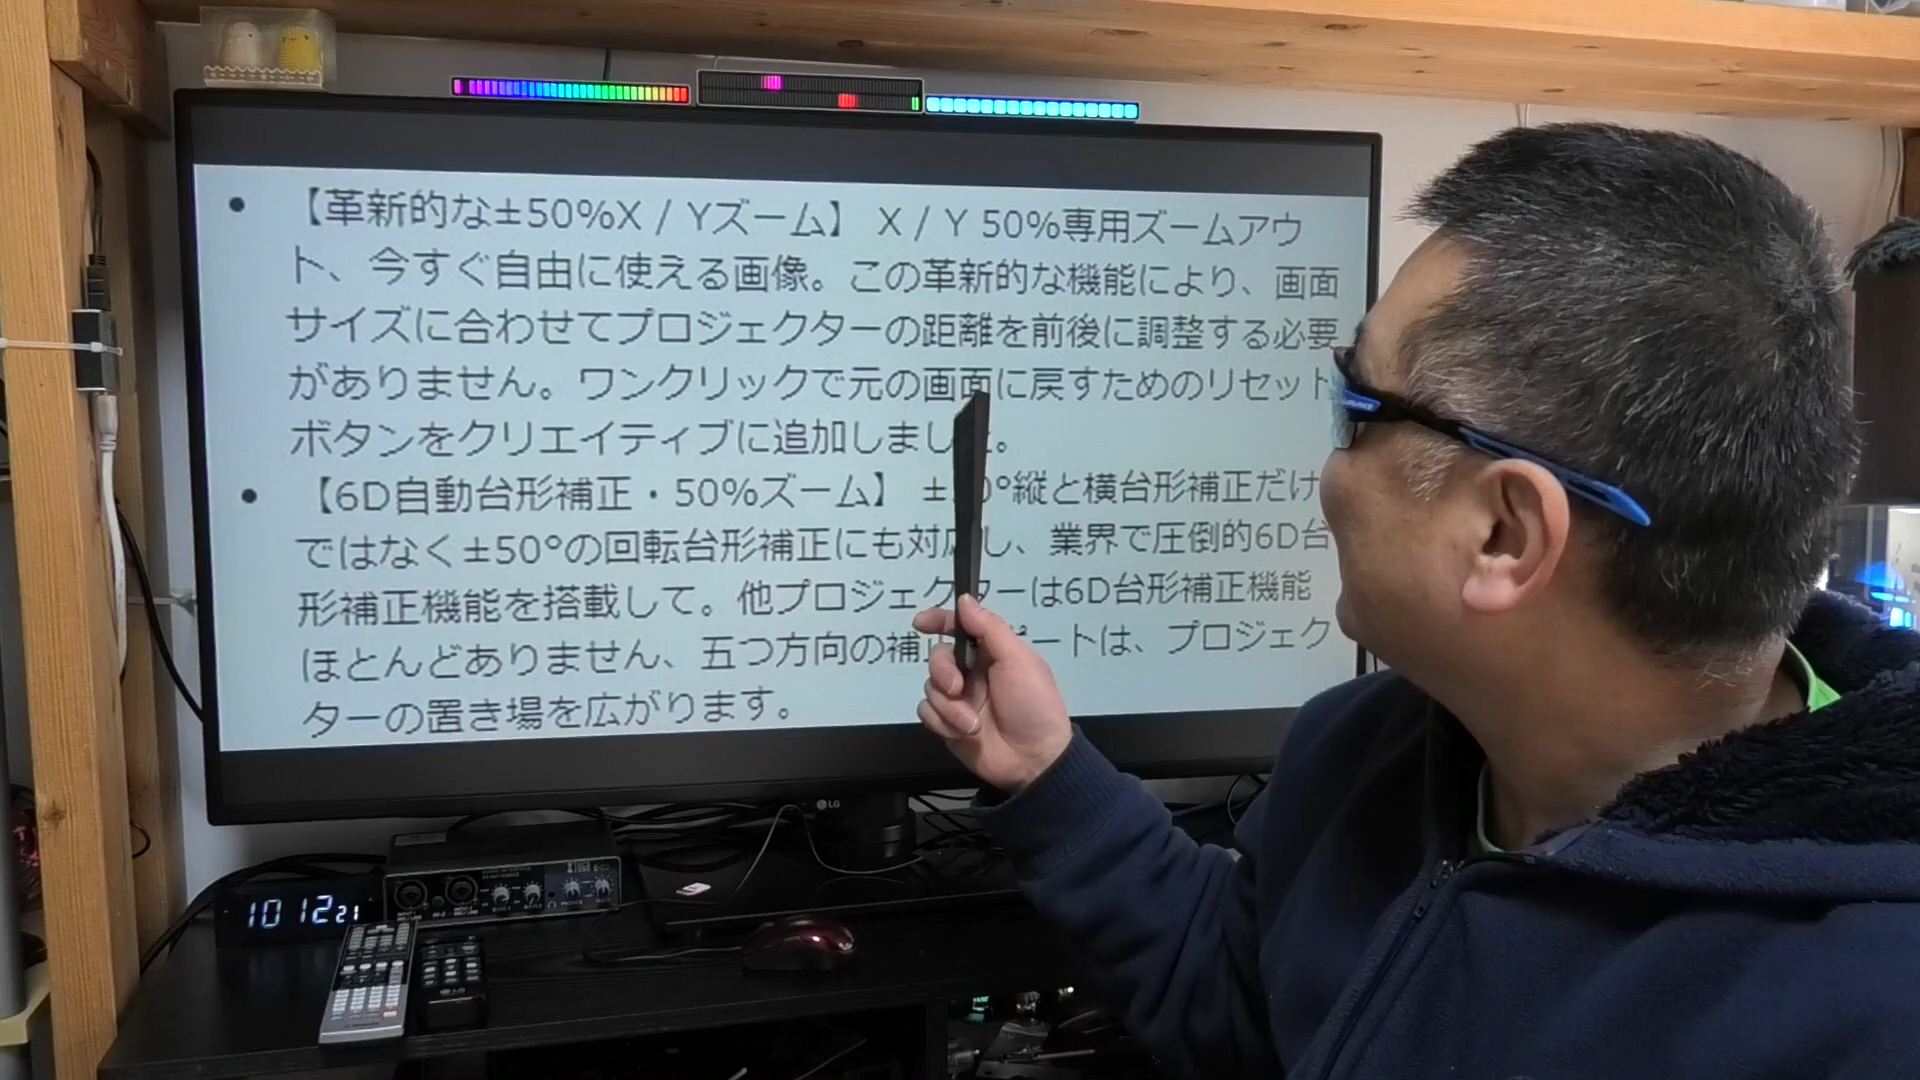 • 【革新的な±50%X / Yズーム】 X / Y 50%専用ズームアウ
ト、今すぐ自由に使える画像。この革新的な機能により、画面
サイズに合わせてプロジェクターの距離を前後に調整する必要
がありません。ワンクリックで元の画面に戻すためのリセット
ボタンをクリエイティブに追加しました。
• 【6D自動台形補正・50%ズーム】 ±50°縦と横台形補正だけ
ではなく±50°の回転台形補正にも対応し、業界で圧倒的6D台
形補正機能を搭載して。他プロジェクターは6D台形補正機能
ほとんどありません、五つ方向の補正サポートは、プロジェク
ターの置き場を広がります。
LG
10 12 21